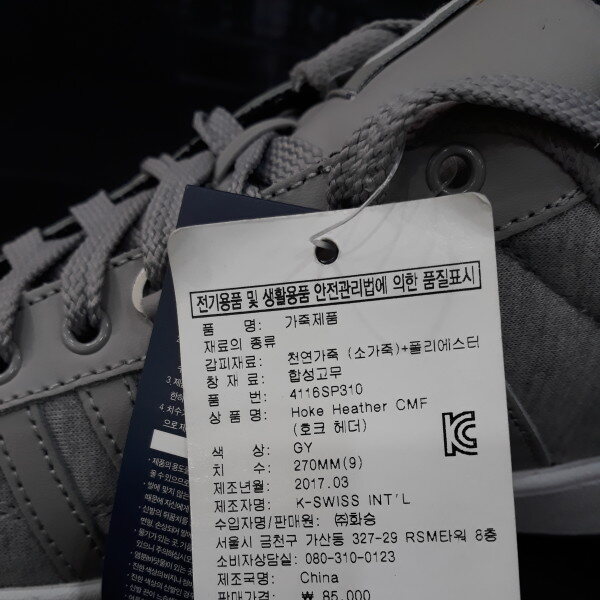 전기용품 및 생활용품 안전관리법에 의한 품질표시
품 명: 가죽제품
재료의 종류
갑피재료: 천연가죽 (소가죽)+폴리에스터
창 재료: 합성고무
품 번: 4116SP310
상 품 명: Hoke Heather CMF
(호크 헤더)
색 상: GY
치 수: 270MM(9)
제조년월: 2017.03
제조자명: K-SWISS INT'L
수입자명/판매원: ㈜화승
서울시 금천구 가산동 327-29 RSM타워 8층
소비자상담실: 080-310-0123
제조국명: China
판매가격: ₩ 85,000